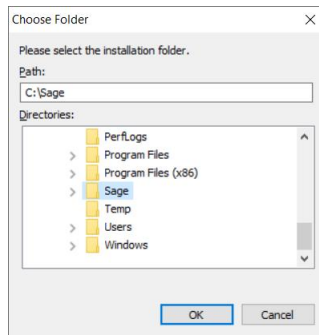 Choose Folder
Please select the installation folder.
Path:
C:\Sage
Directories:
PerfLogs
Program Files
Program Files (x86)
Sage
Temp
Users
Windows
OK Cancel